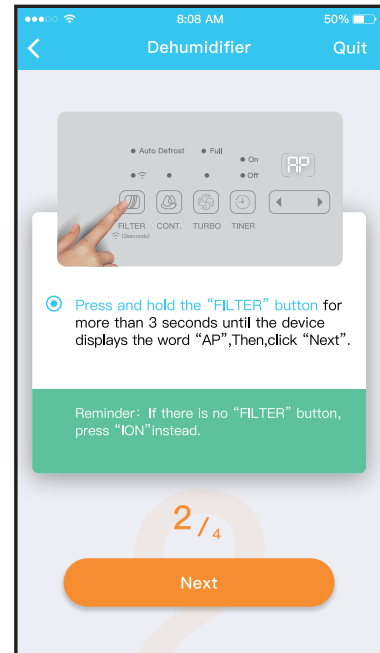 8:08 AM
50%
Dehumidifier
Quit
Auto Defrost
Full
On
Off
AP
FILTER
CONT.
TURBO
TINER
(3seconds)
Press and hold the “FILTER” button for
more than 3 seconds until the device
displays the word “AP”,Then,click “Next”.
Reminder: If there is no “FILTER” button,
press “ION”instead.
2/4
Next